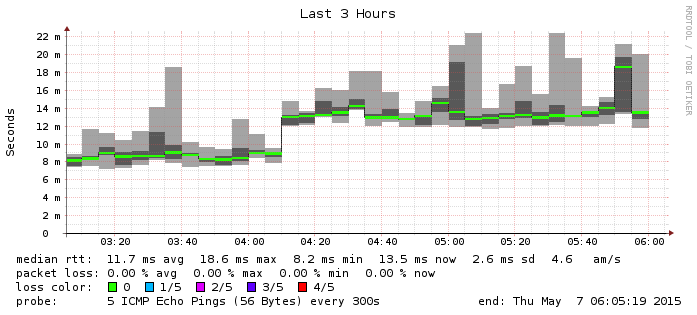 Last 3 Hours
RRDTOOL / TOBI OETIKER
Seconds
22 m
20 m
18 m
16 m
14 m
12 m
10 m
8 m
6 m
4 m
2 m
0
03:20 03:40 04:00 04:20 04:40 05:00 05:20 05:40 06:00
median rtt: 11.7 ms avg 18.6 ms max 8.2 ms min 13.5 ms now 2.6 ms sd 4.6 am/s
packet loss: 0.00 % avg 0.00 % max 0.00 % min 0.00 % now
loss color: 0 1/5 2/5 3/5 4/5
probe: 5 ICMP Echo Pings (56 Bytes) every 300s end: Thu May 7 06:05:19 2015